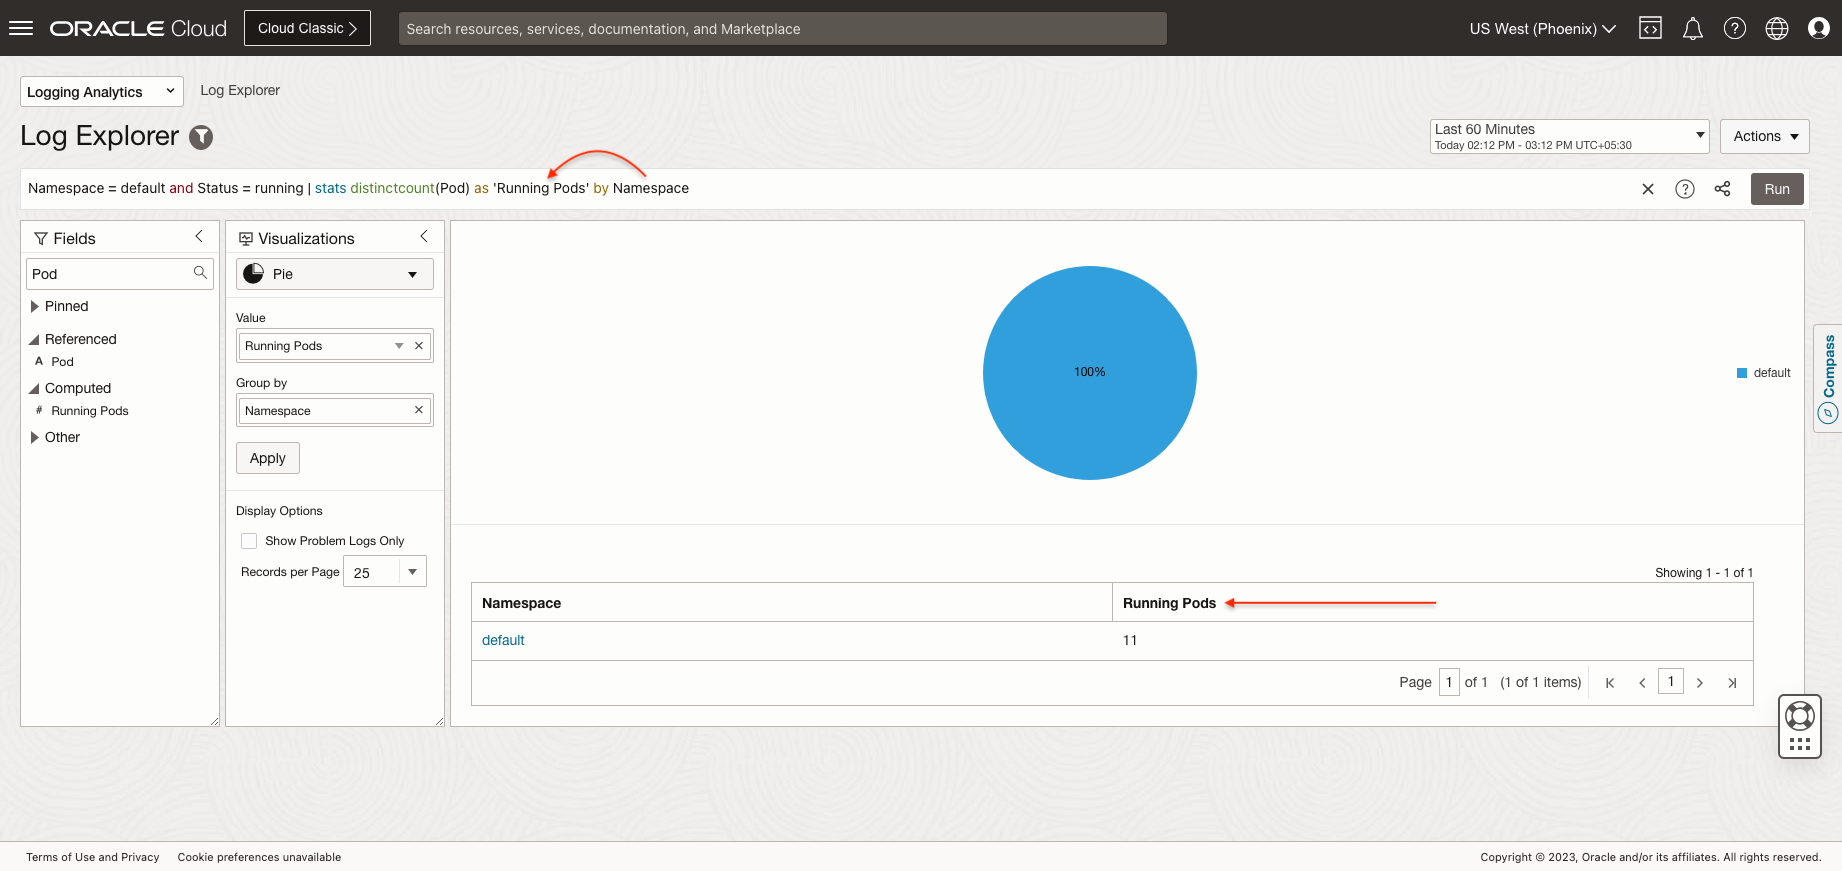 ORACLE Cloud
Cloud Classic
Search resources, services, documentation, and Marketplace
US West (Phoenix)
Logging Analytics
Log Explorer
Log Explorer
Last 60 Minutes
Today 02:12 PM - 03:12 PM UTC+05:30
Actions
Namespace = default and Status = running | stats distinctcount(Pod) as 'Running Pods' by Namespace
Run
Fields
Pod
Pinned
Referenced
A Pod
Computed
# Running Pods
Other
Visualizations
Pie
Value
Running Pods
Group by
Namespace
Apply
Display Options
Show Problem Logs Only
Records per Page 25
100%
default
Compass
Showing 1 - 1 of 1
Namespace Running Pods
default 11
Page 1 of 1 (1 of 1 items) 1
Terms of Use and Privacy Cookie preferences unavailable
Copyright © 2023, Oracle and/or its affiliates. All rights reserved.